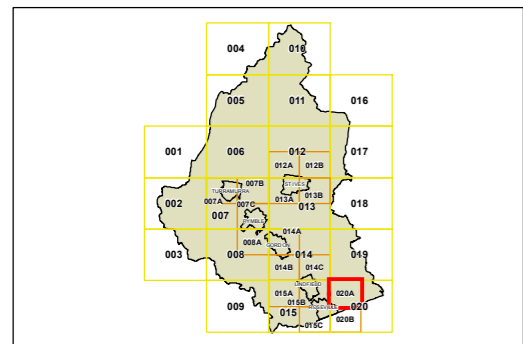 004 010
005 011 016
001 006 012 017
012A 012B
TURRAMURRA 007B ST IVES
002 007A 007C 013A 013B 018
007 PYMBLE 013
014A
008A GORDON
003 008 014 019
014B 014C
LINDFIELD
015A 020A
009 015B ROSEVILLE 020
015 020B
015C